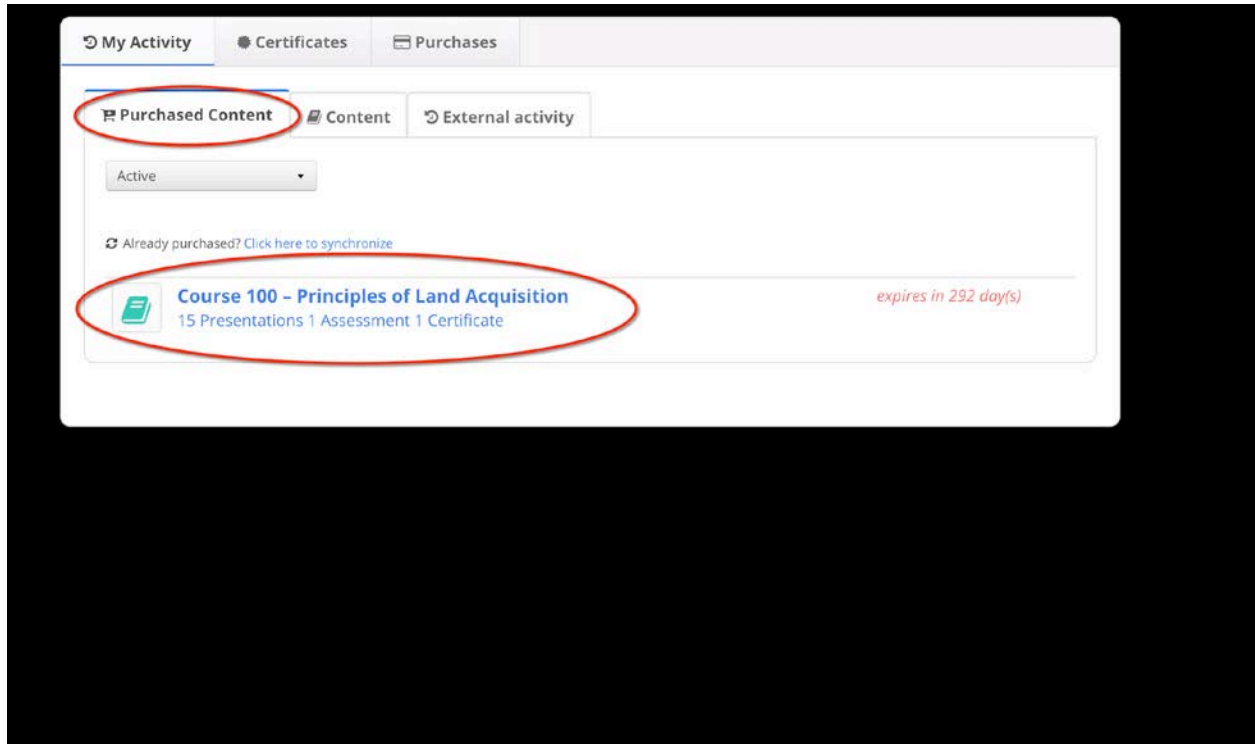 My Activity Certificates Purchases
Purchased Content Content External activity
Active
Already purchased? Click here to synchronize
Course 100 – Principles of Land Acquisition expires in 292 day(s)
15 Presentations 1 Assessment 1 Certificate